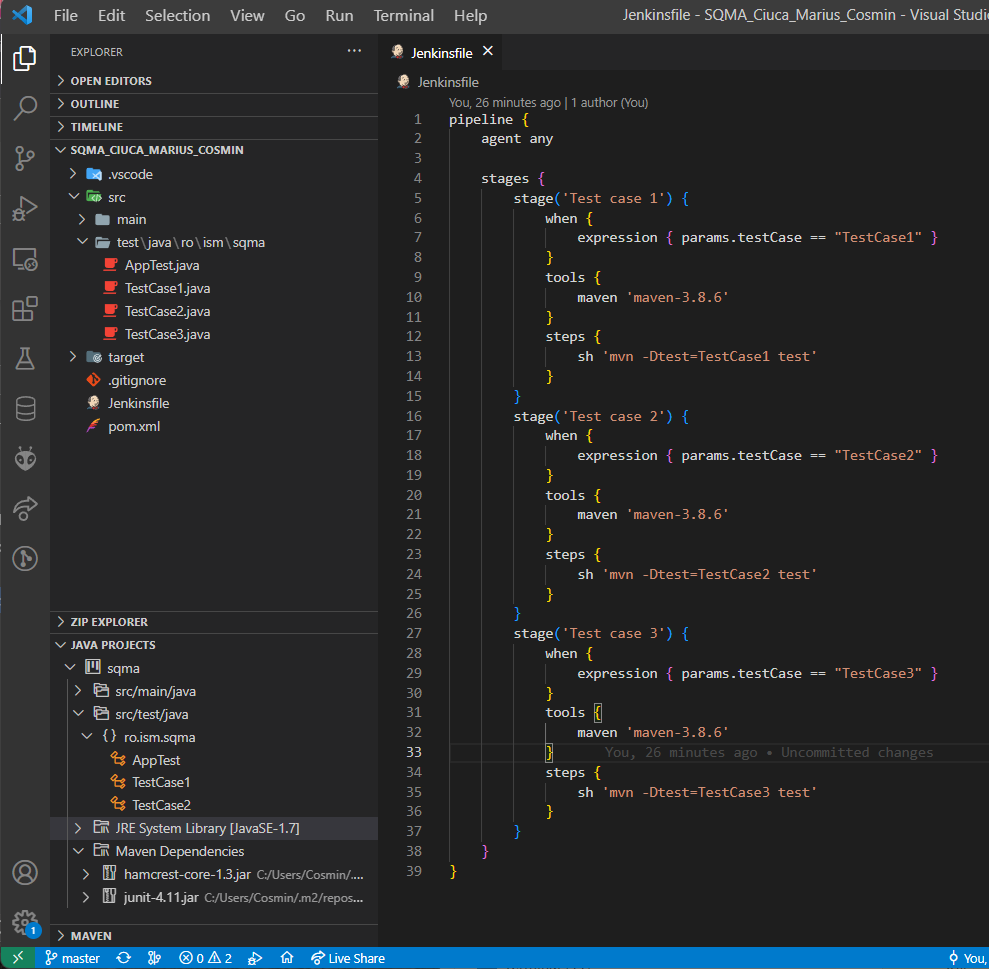 File Edit Selection View Go Run Terminal Help
Jenkinsfile - SQMA_Ciuca_Marius_Cosmin - Visual Studio
EXPLORER ...
OPEN EDITORS
OUTLINE
TIMELINE
SQMA_CIUCA_MARIUS_COSMIN
.vscode
src
main
test\java\ro\ism\sqma
AppTest.java
TestCase1.java
TestCase2.java
TestCase3.java
target
.gitignore
Jenkinsfile
pom.xml
ZIP EXPLORER
JAVA PROJECTS
sqma
src/main/java
src/test/java
{} ro.ism.sqma
AppTest
TestCase1
TestCase2
JRE System Library [JavaSE-1.7]
Maven Dependencies
hamcrest-core-1.3.jar C:/Users/Cosmin/....
junit-4.11.jar C:/Users/Cosmin/.m2/repos...
MAVEN
Jenkinsfile
Jenkinsfile
You, 26 minutes ago | 1 author (You)
1 pipeline {
2 agent any
3
4 stages {
5 stage('Test case 1') {
6 when {
7 expression { params.testCase == "TestCase1" }
8 }
9 tools {
10 maven 'maven-3.8.6'
11 }
12 steps {
13 sh 'mvn -Dtest=TestCase1 test'
14 }
15 }
16 stage('Test case 2') {
17 when {
18 expression { params.testCase == "TestCase2" }
19 }
20 tools {
21 maven 'maven-3.8.6'
22 }
23 steps {
24 sh 'mvn -Dtest=TestCase2 test'
25 }
26 }
27 stage('Test case 3') {
28 when {
29 expression { params.testCase == "TestCase3" }
30 }
31 tools {
32 maven 'maven-3.8.6'
33 } You, 26 minutes ago • Uncommitted changes
34 steps {
35 sh 'mvn -Dtest=TestCase3 test'
36 }
37 }
38 }
39 }
1
master 0 2 Live Share You,